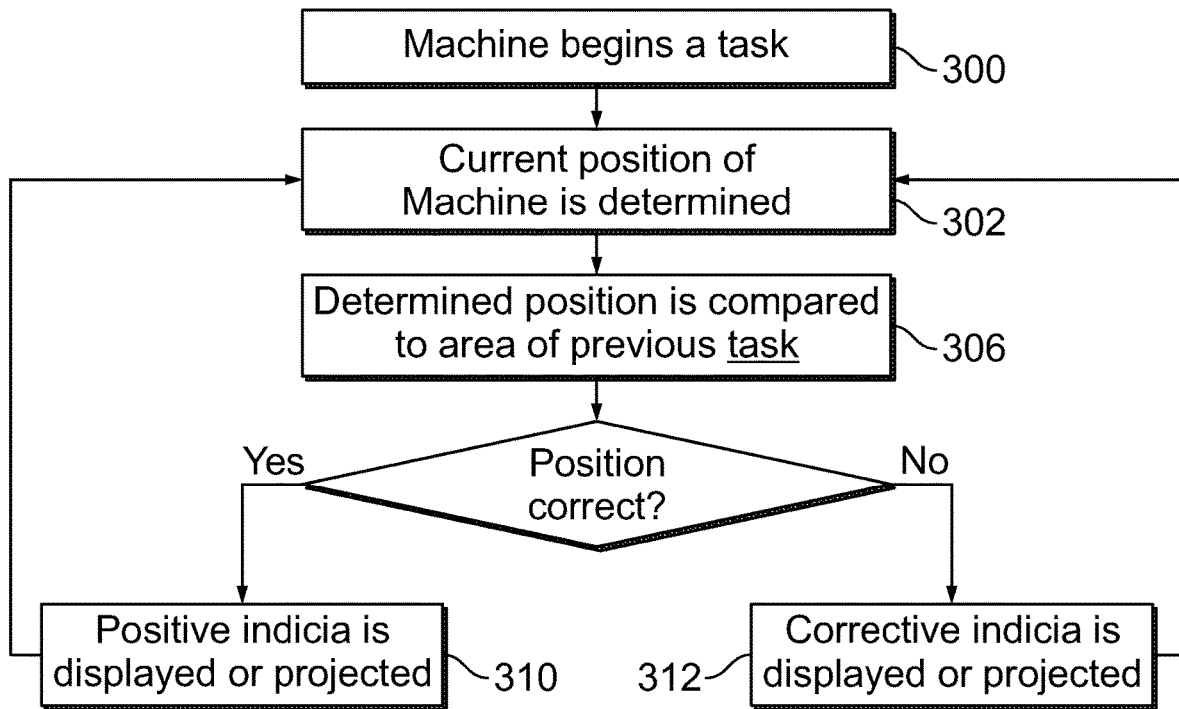 Machine begins a task
300
Current position of
Machine is determined
302
Determined position is compared
to area of previous task
306
Yes
Position
correct?
No
Positive indicia is
displayed or projected
310
312
Corrective indicia is
displayed or projected